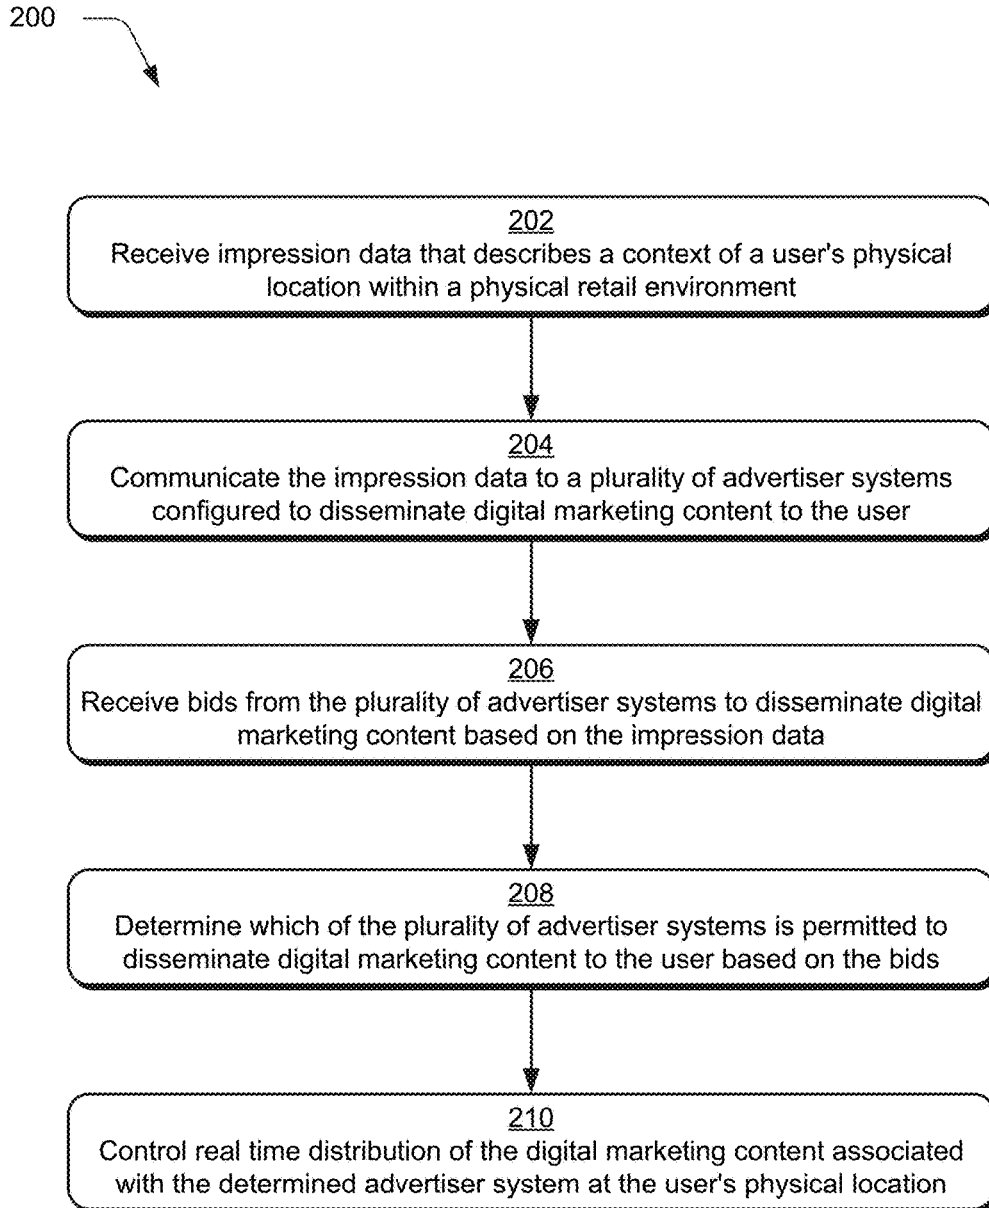 200
202
Receive impression data that describes a context of a user's physical
location within a physical retail environment
204
Communicate the impression data to a plurality of advertiser systems
configured to disseminate digital marketing content to the user
206
Receive bids from the plurality of advertiser systems to disseminate digital
marketing content based on the impression data
208
Determine which of the plurality of advertiser systems is permitted to
disseminate digital marketing content to the user based on the bids
210
Control real time distribution of the digital marketing content associated
with the determined advertiser system at the user's physical location